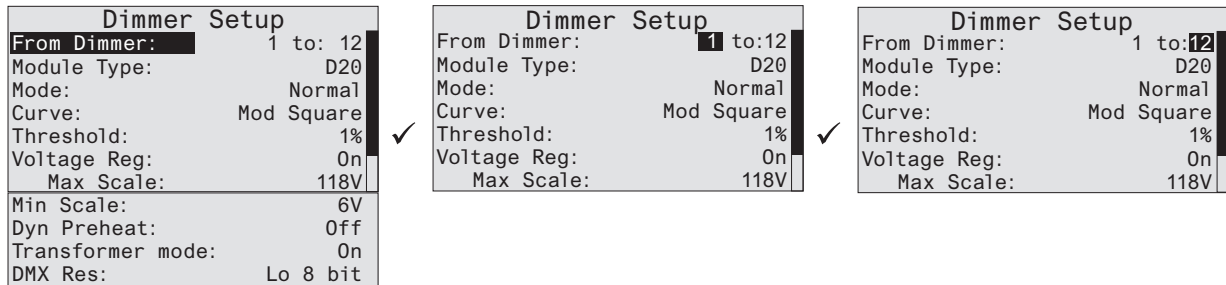 Dimmer Setup
From Dimmer: 1 to: 12
Module Type: D20
Mode: Normal
Curve: Mod Square
Threshold: 1%
Voltage Reg: On
Max Scale: 118V
Min Scale: 6V
Dyn Preheat: Off
Transformer mode: On
DMX Res: Lo 8 bit
✓
Dimmer Setup
From Dimmer: 1 to:12
Module Type: D20
Mode: Normal
Curve: Mod Square
Threshold: 1%
Voltage Reg: On
Max Scale: 118V
✓
Dimmer Setup
From Dimmer: 1 to:12
Module Type: D20
Mode: Normal
Curve: Mod Square
Threshold: 1%
Voltage Reg: On
Max Scale: 118V